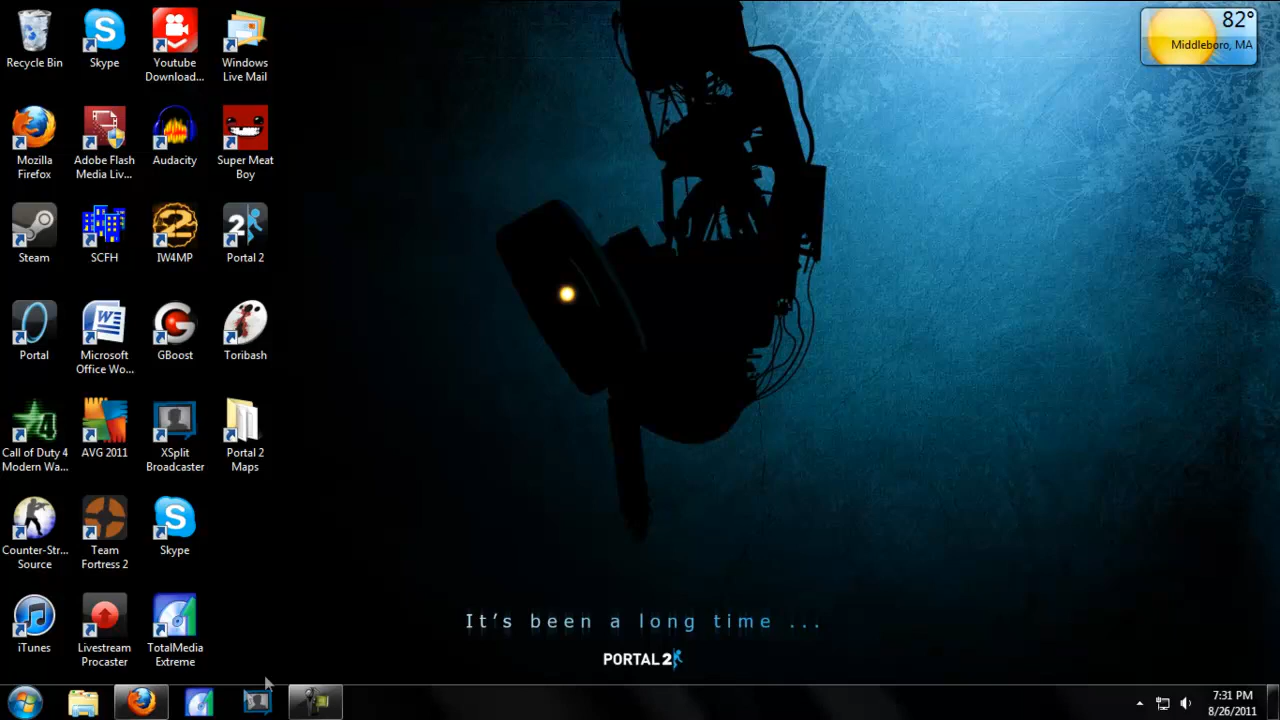 Recycle Bin
Skype
Youtube
Download...
Windows
Live Mail
82°
Middleboro, MA
Mozilla
Firefox
Adobe Flash
Media Liv...
Audacity
Super Meat
Boy
Steam
SCFH
IW4MP
Portal 2
Portal
Microsoft
Office Wo...
GBoost
Toribash
Call of Duty 4
Modern Wa...
AVG 2011
XSplit
Broadcaster
Portal 2
Maps
Counter-Str...
Source
Team
Fortress 2
Skype
iTunes
Livestream
Procaster
TotalMedia
Extreme
It's been a long time ...
PORTAL 2
7:31 PM
8/26/2011